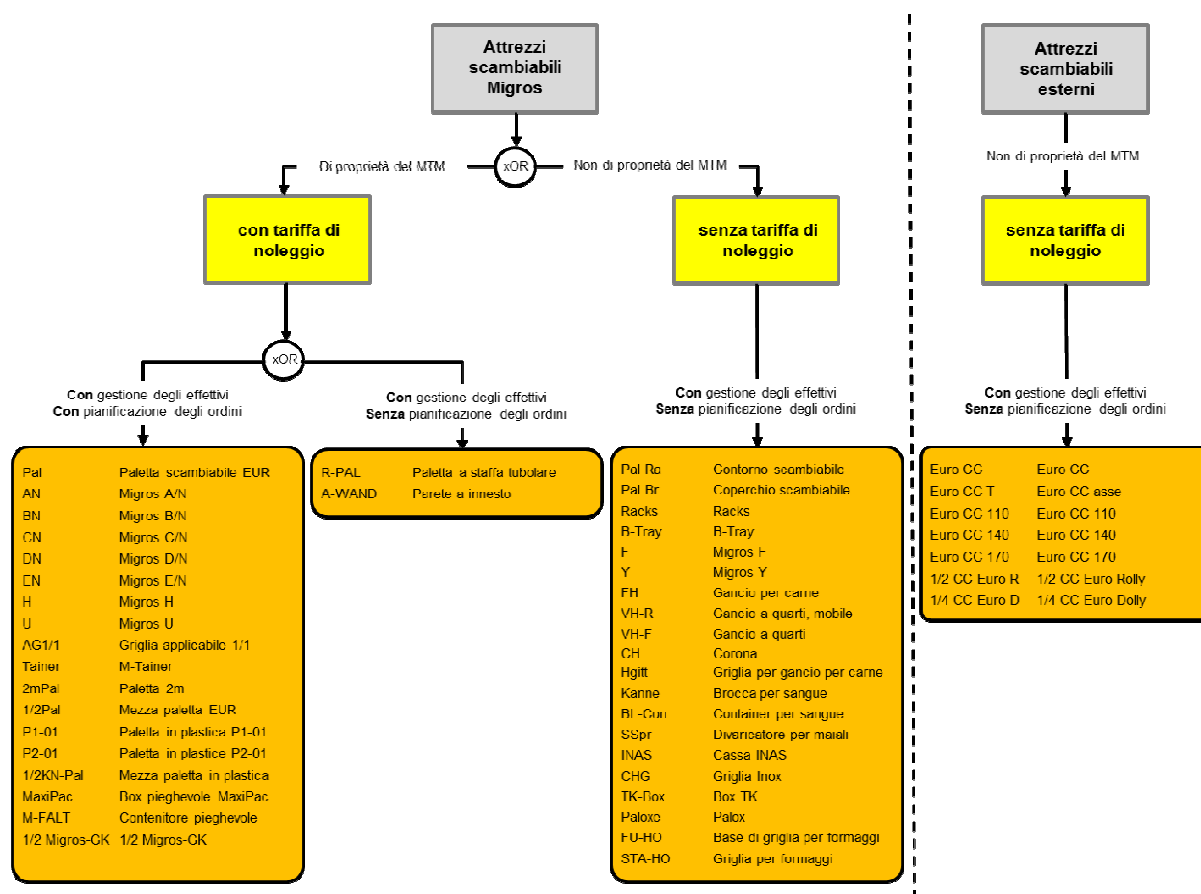 Attrezzi
scambiabili
Migros
Attrezzi
scambiabili
esterni
Di proprietà del MTM
xOR
Non di proprietà del MTM
Non di proprietà del MTM
con tariffa di
noleggio
senza tariffa di
noleggio
senza tariffa di
noleggio
xOR
Con gestione degli effettivi
Con pianificazione degli ordini
Con gestione degli effettivi
Senza pianificazione degli ordini
Con gestione degli effettivi
Senza pianificazione degli ordini
Con gestione degli effettivi
Senza pianificazione degli ordini
Pal Paletta scambiabile EUR
AN Migros A/N
BN Migros B/N
CN Migros C/N
DN Migros D/N
EN Migros E/N
H Migros H
U Migros U
AG1/1 Griglia applicabile 1/1
Tainer M-Tainer
2mPal Paletta 2m
1/2Pal Mezza paletta EUR
P1-01 Paletta in plastica P1-01
P2-01 Paletta in plastice P2-01
1/2KN-Pal Mezza paletta in plastica
MaxiPac Box pieghevole MaxiPac
M-FALT Contenitore pieghevole
1/2 Migros-GK 1/2 Migros-GK
R-PAL Paletta a staffa tubolare
A-WAND Parete a innesto
Pal Ra Contorno scambiabile
Pal Br Coperchio scambiabile
Racks Racks
B-Tray B-Tray
F Migros F
Y Migros Y
FH Gancio per carne
VH-R Gancio a quarti, mobile
VH-F Gancio a quarti
CH Corona
Hgitt Griglia per gancio per carne
Kanne Brocca per sangue
BL-Con Container per sangue
SSpr Divaricatore per maiali
INAS Cassa INAS
CHG Griglia Inox
TK-Box Box TK
Paloxe Palox
FU-HO Base di griglia per formaggi
STA-HO Griglia per formaggi
Euro CC Euro CC
Euro CC T Euro CC asse
Euro CC 110 Euro CC 110
Euro CC 140 Euro CC 140
Euro CC 170 Euro CC 170
1/2 CC Euro R 1/2 CC Euro Rolly
1/4 CC Euro D 1/4 CC Euro Dolly